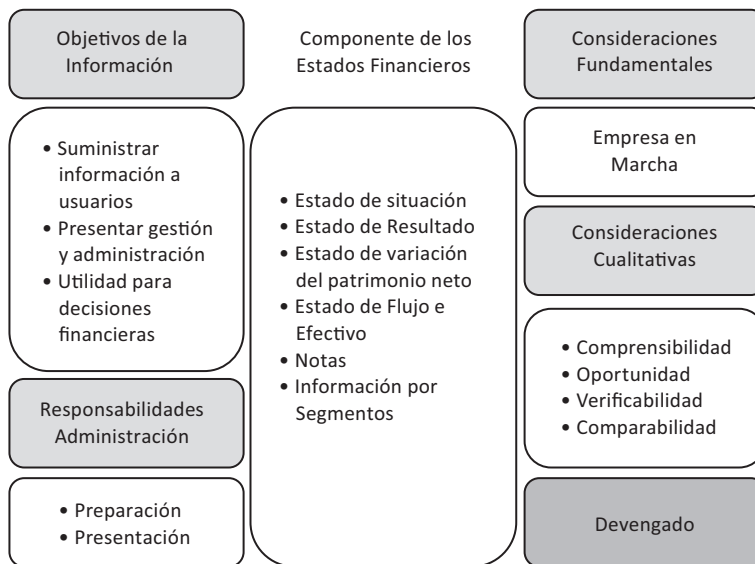 Objetivos de la
Información
• Suministrar
información a
usuarios
• Presentar gestión
y administración
• Utilidad para
decisiones
financieras
Responsabilidades
Administración
• Preparación
• Presentación
Componente de los
Estados Financieros
• Estado de situación
• Estado de Resultado
• Estado de variación
del patrimonio neto
• Estado de Flujo e
Efectivo
• Notas
• Información por
Segmentos
Consideraciones
Fundamentales
Empresa en
Marcha
Consideraciones
Cualitativas
• Comprensibilidad
• Oportunidad
• Verificabilidad
• Comparabilidad
Devengado